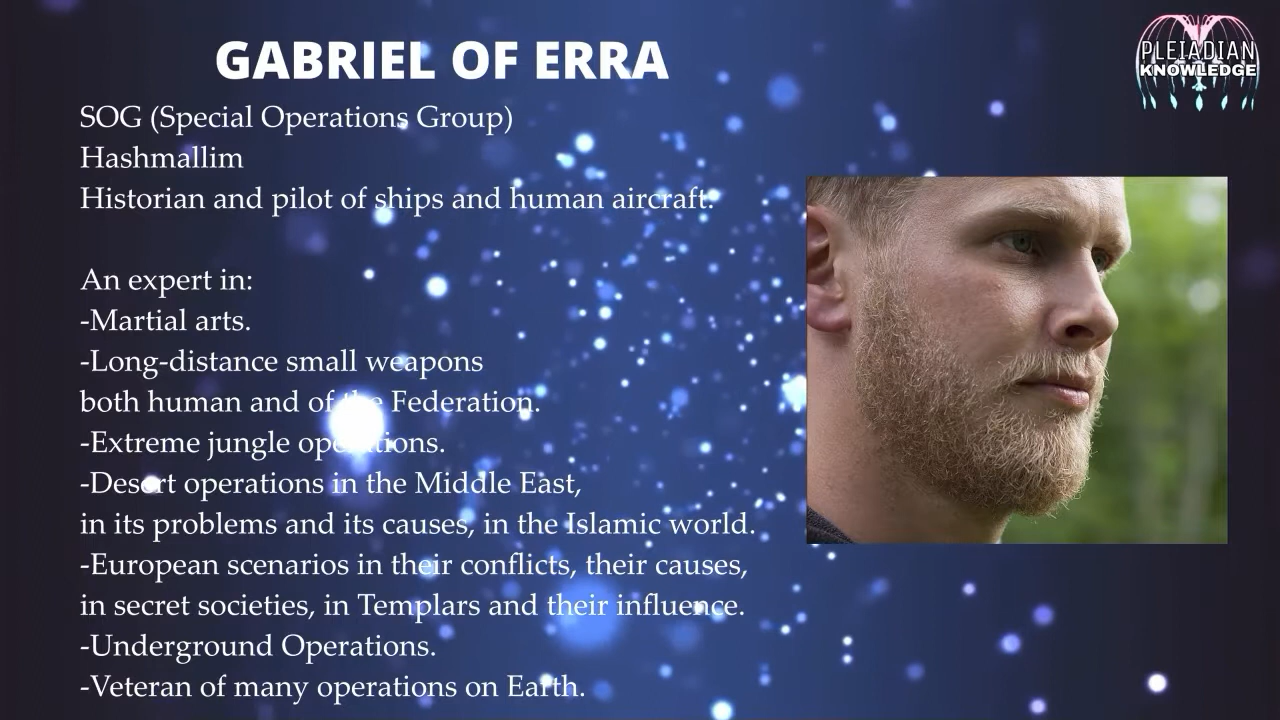 GABRIEL OF ERRA
PLEIADIAN
KNOWLEDGE
SOG (Special Operations Group)
Hashmallim
Historian and pilot of ships and human aircraft.
An expert in:
-Martial arts.
-Long-distance small weapons
both human and of the Federation.
-Extreme jungle operations.
-Desert operations in the Middle East,
in its problems and its causes, in the Islamic world.
-European scenarios in their conflicts, their causes,
in secret societies, in Templars and their influence.
-Underground Operations.
-Veteran of many operations on Earth.